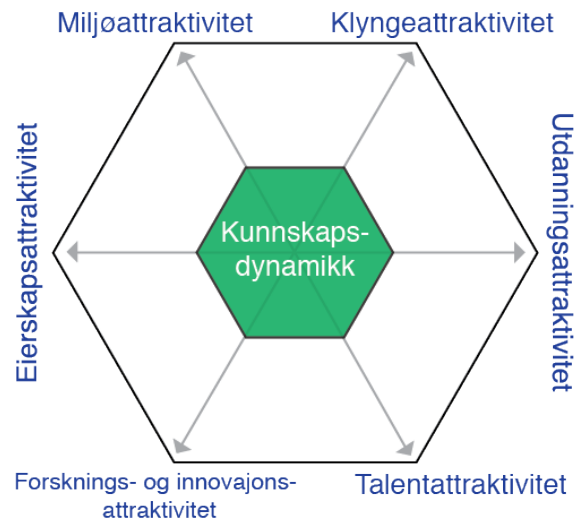 Miljøattraktivitet
Klyngeattraktivitet
Eierskapsattraktivitet
Kunnskaps-
dynamikk
Utdanningsattraktivitet
Forsknings- og innovajons-
attraktivitet
Talentattraktivitet